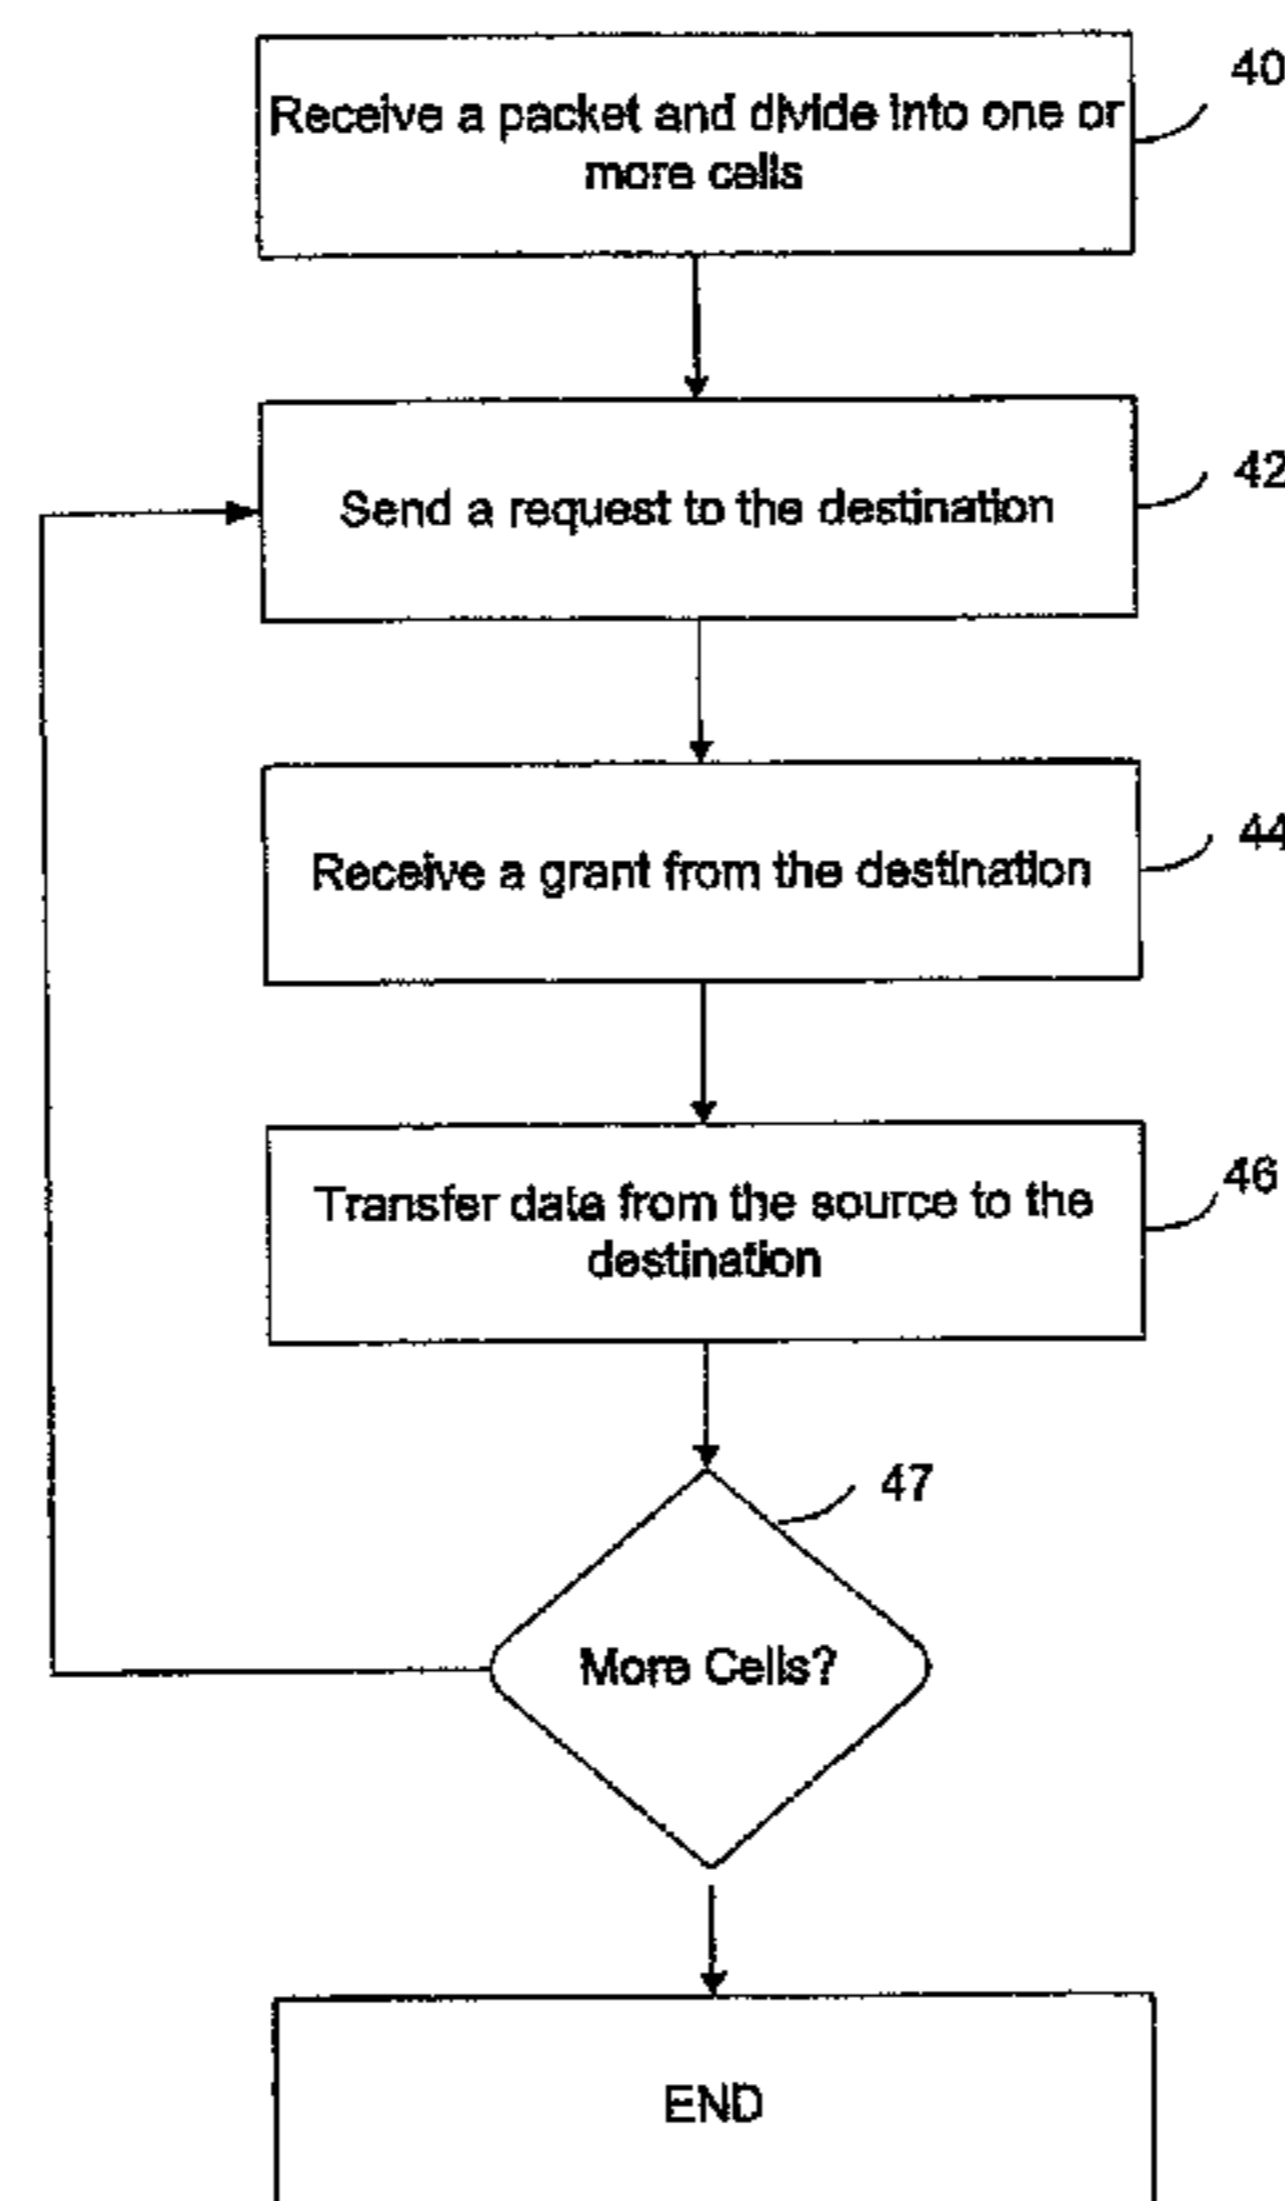 Receive a packet and divide into one or
more cells
40
Send a request to the destination
42
Receive a grant from the destination
44
Transfer data from the source to the
destination
46
47
More Cells?
END